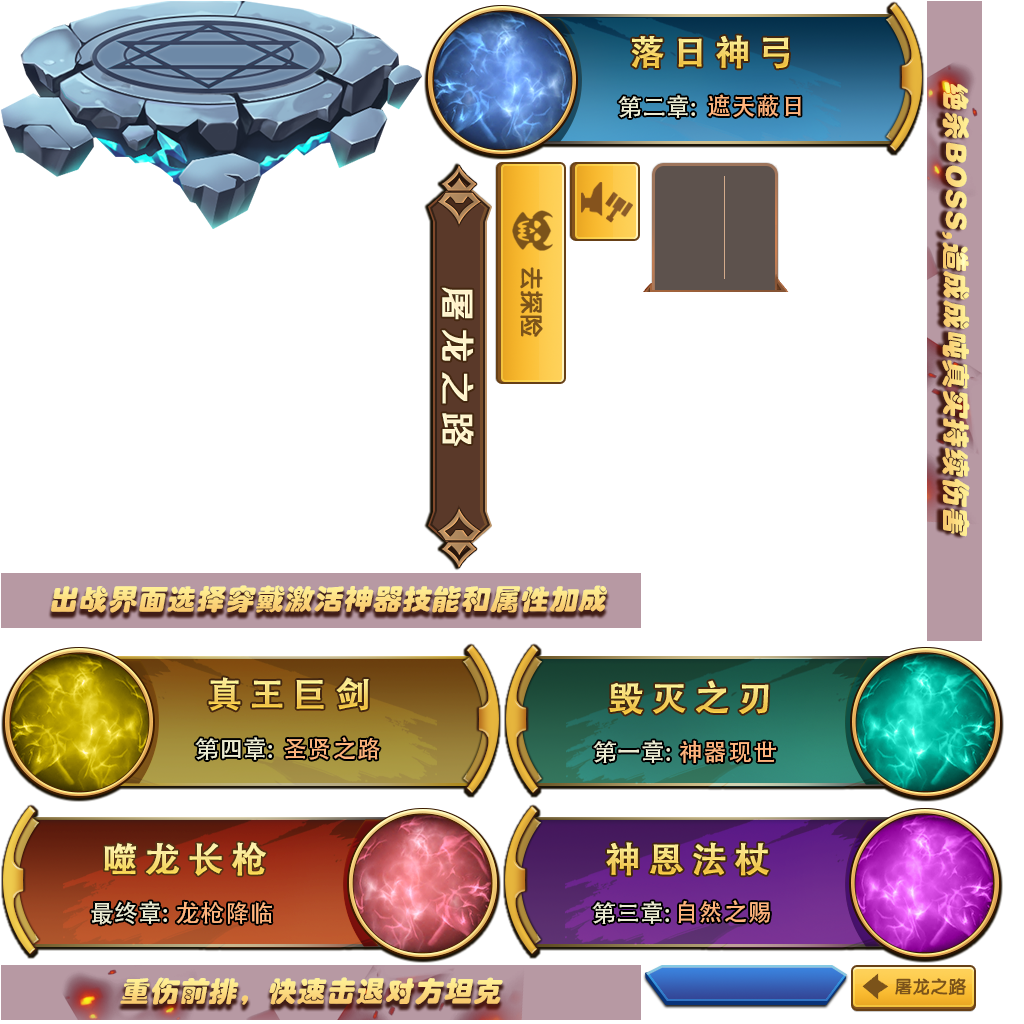 落日神弓
第二章: 遮天蔽日
绝杀BOSS,造成成吨真实持续伤害
去探险
屠龙之路
出战界面选择穿戴激活神器技能和属性加成
真王巨剑
第四章: 圣贤之路
毁灭之刃
第一章: 神器现世
噬龙长枪
最终章: 龙枪降临
神恩法杖
第三章: 自然之赐
重伤前排，快速击退对方坦克
屠龙之路